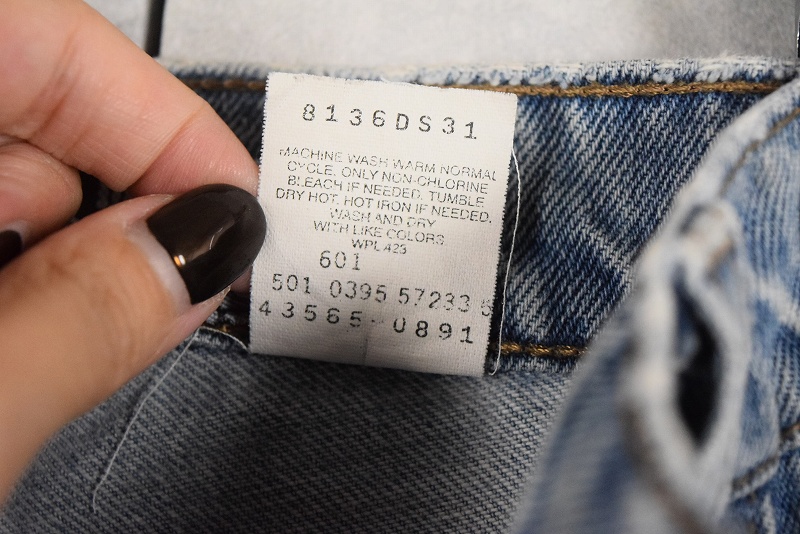 8136DS31
MACHINE WASH WARM NORMAL
CYCLE, ONLY NON-CHLORINE
BLEACH IF NEEDED. TUMBLE
DRY HOT, HOT IRON IF NEEDED.
WASH AND DRY
WITH LIKE COLORS
WPL 423
601
501 0395 57233
43565-0891